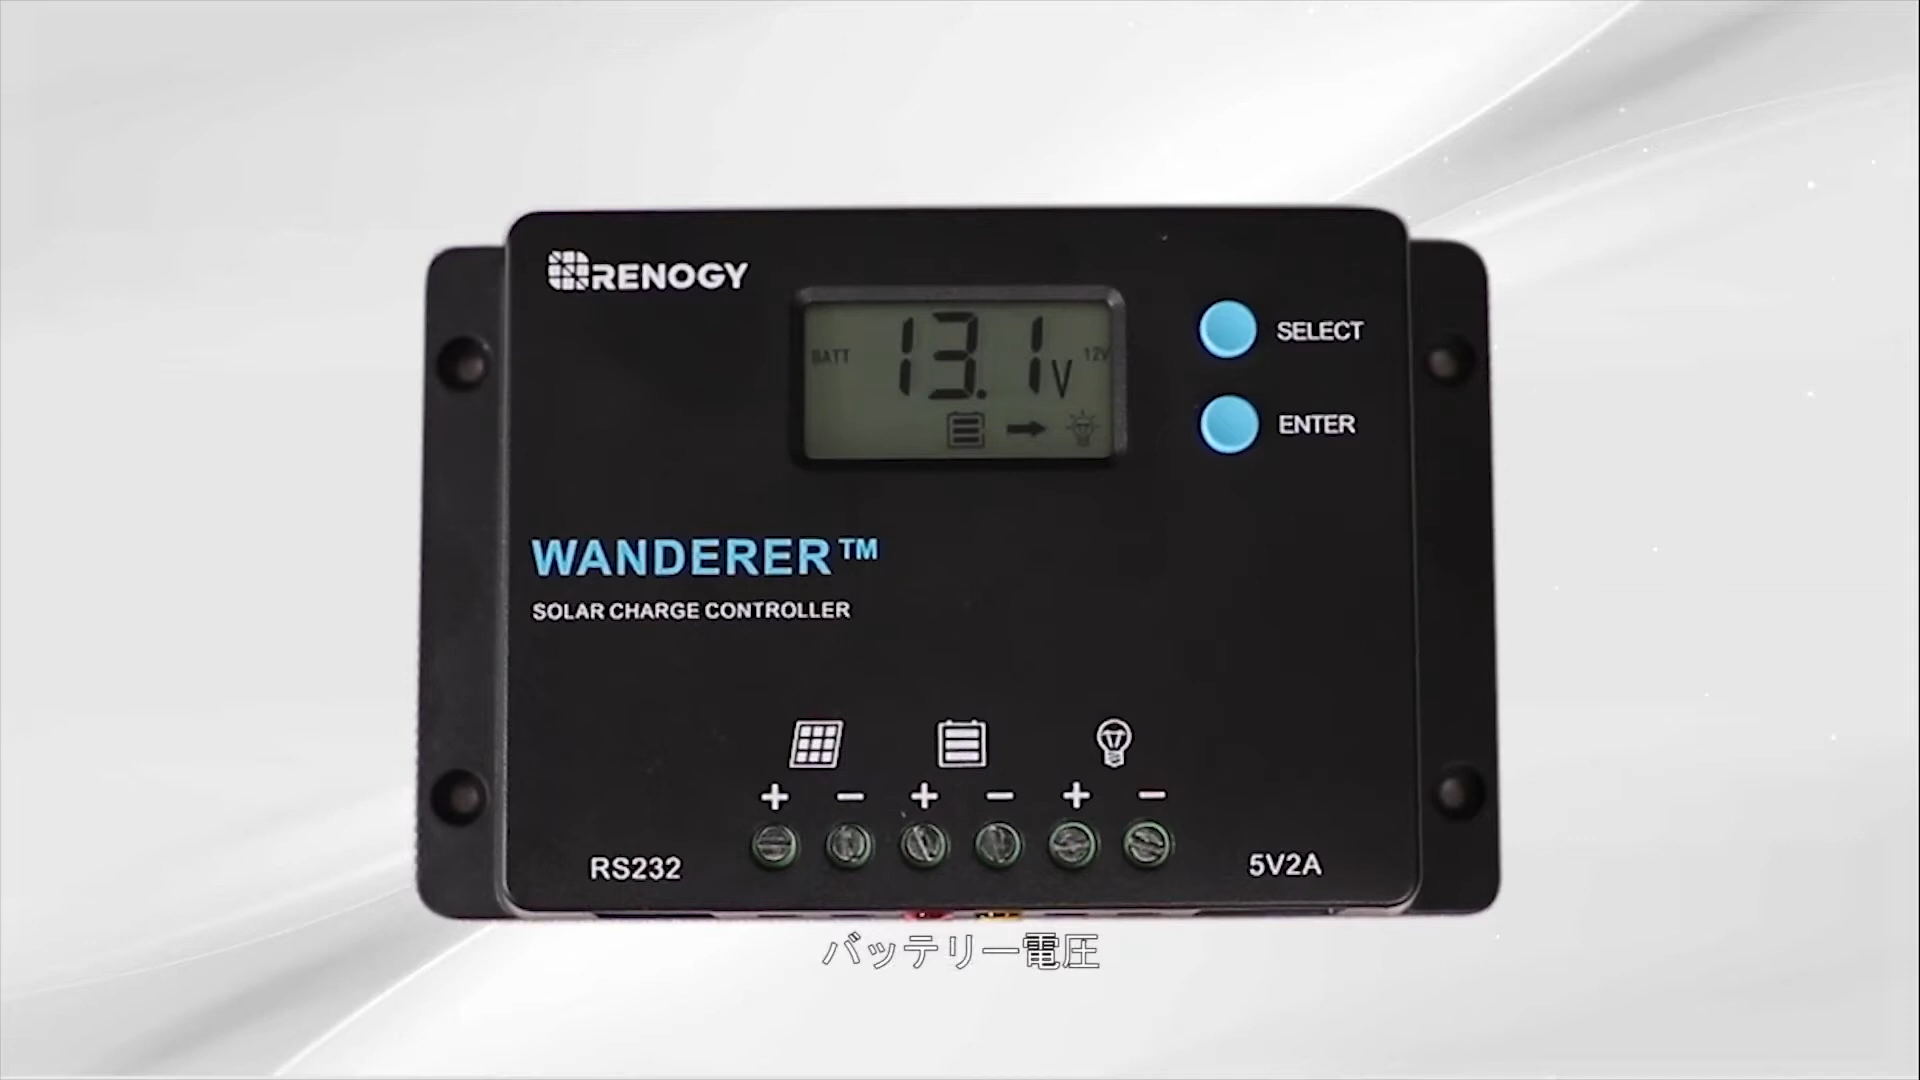 RENOGY
BATT 13.1V 12V
SELECT
ENTER
WANDERER™
SOLAR CHARGE CONTROLLER
+ − + − + −
RS232
5V2A
バッテリー電圧